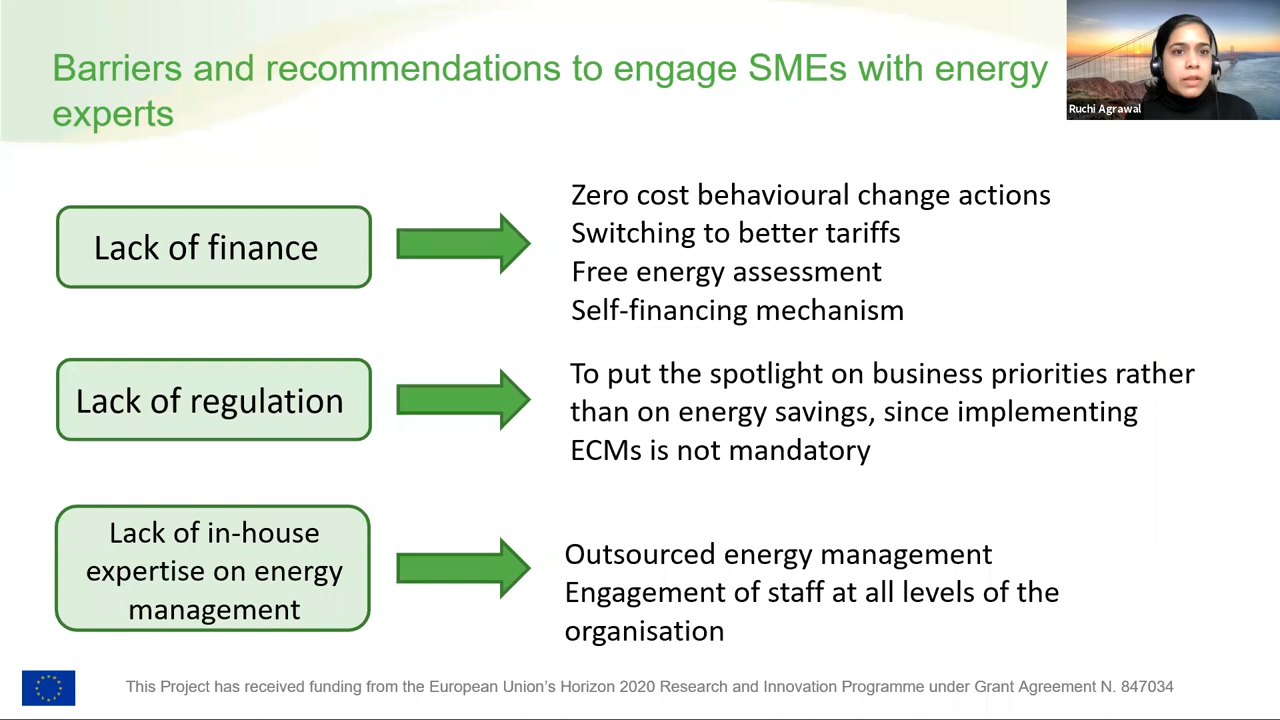 Barriers and recommendations to engage SMEs with energy
experts
Ruchi Agrawal
Lack of finance
Zero cost behavioural change actions
Switching to better tariffs
Free energy assessment
Self-financing mechanism
Lack of regulation
To put the spotlight on business priorities rather
than on energy savings, since implementing
ECMs is not mandatory
Lack of in-house
expertise on energy
management
Outsourced energy management
Engagement of staff at all levels of the
organisation
This Project has received funding from the European Union's Horizon 2020 Research and Innovation Programme under Grant Agreement N. 847034